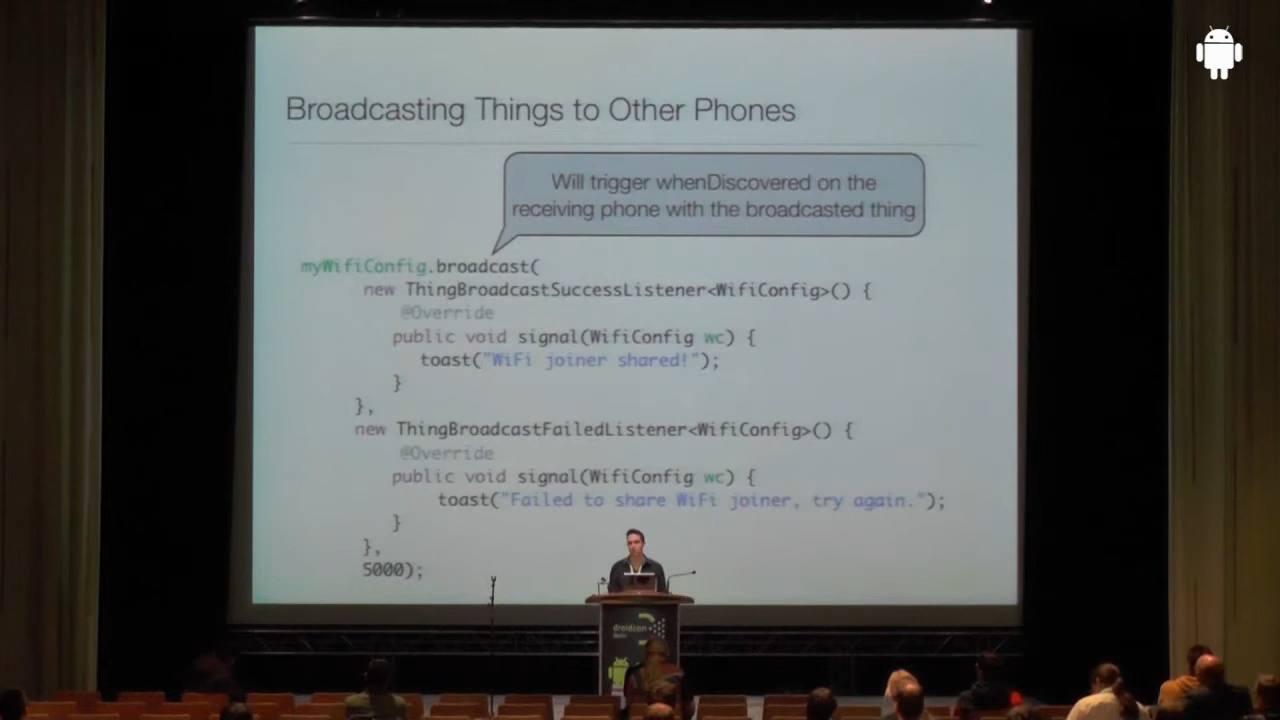 Broadcasting Things to Other Phones
Will trigger whenDiscovered on the
receiving phone with the broadcasted thing
myWifiConfig.broadcast(
new ThingBroadcastSuccessListener<WifiConfig>() {
@Override
public void signal(WifiConfig wc) {
toast("WiFi joiner shared!");
}
},
new ThingBroadcastFailedListener<WifiConfig>() {
@Override
public void signal(WifiConfig wc) {
toast("Failed to share WiFi joiner, try again.");
}
},
5000);
droidcon
Berlin